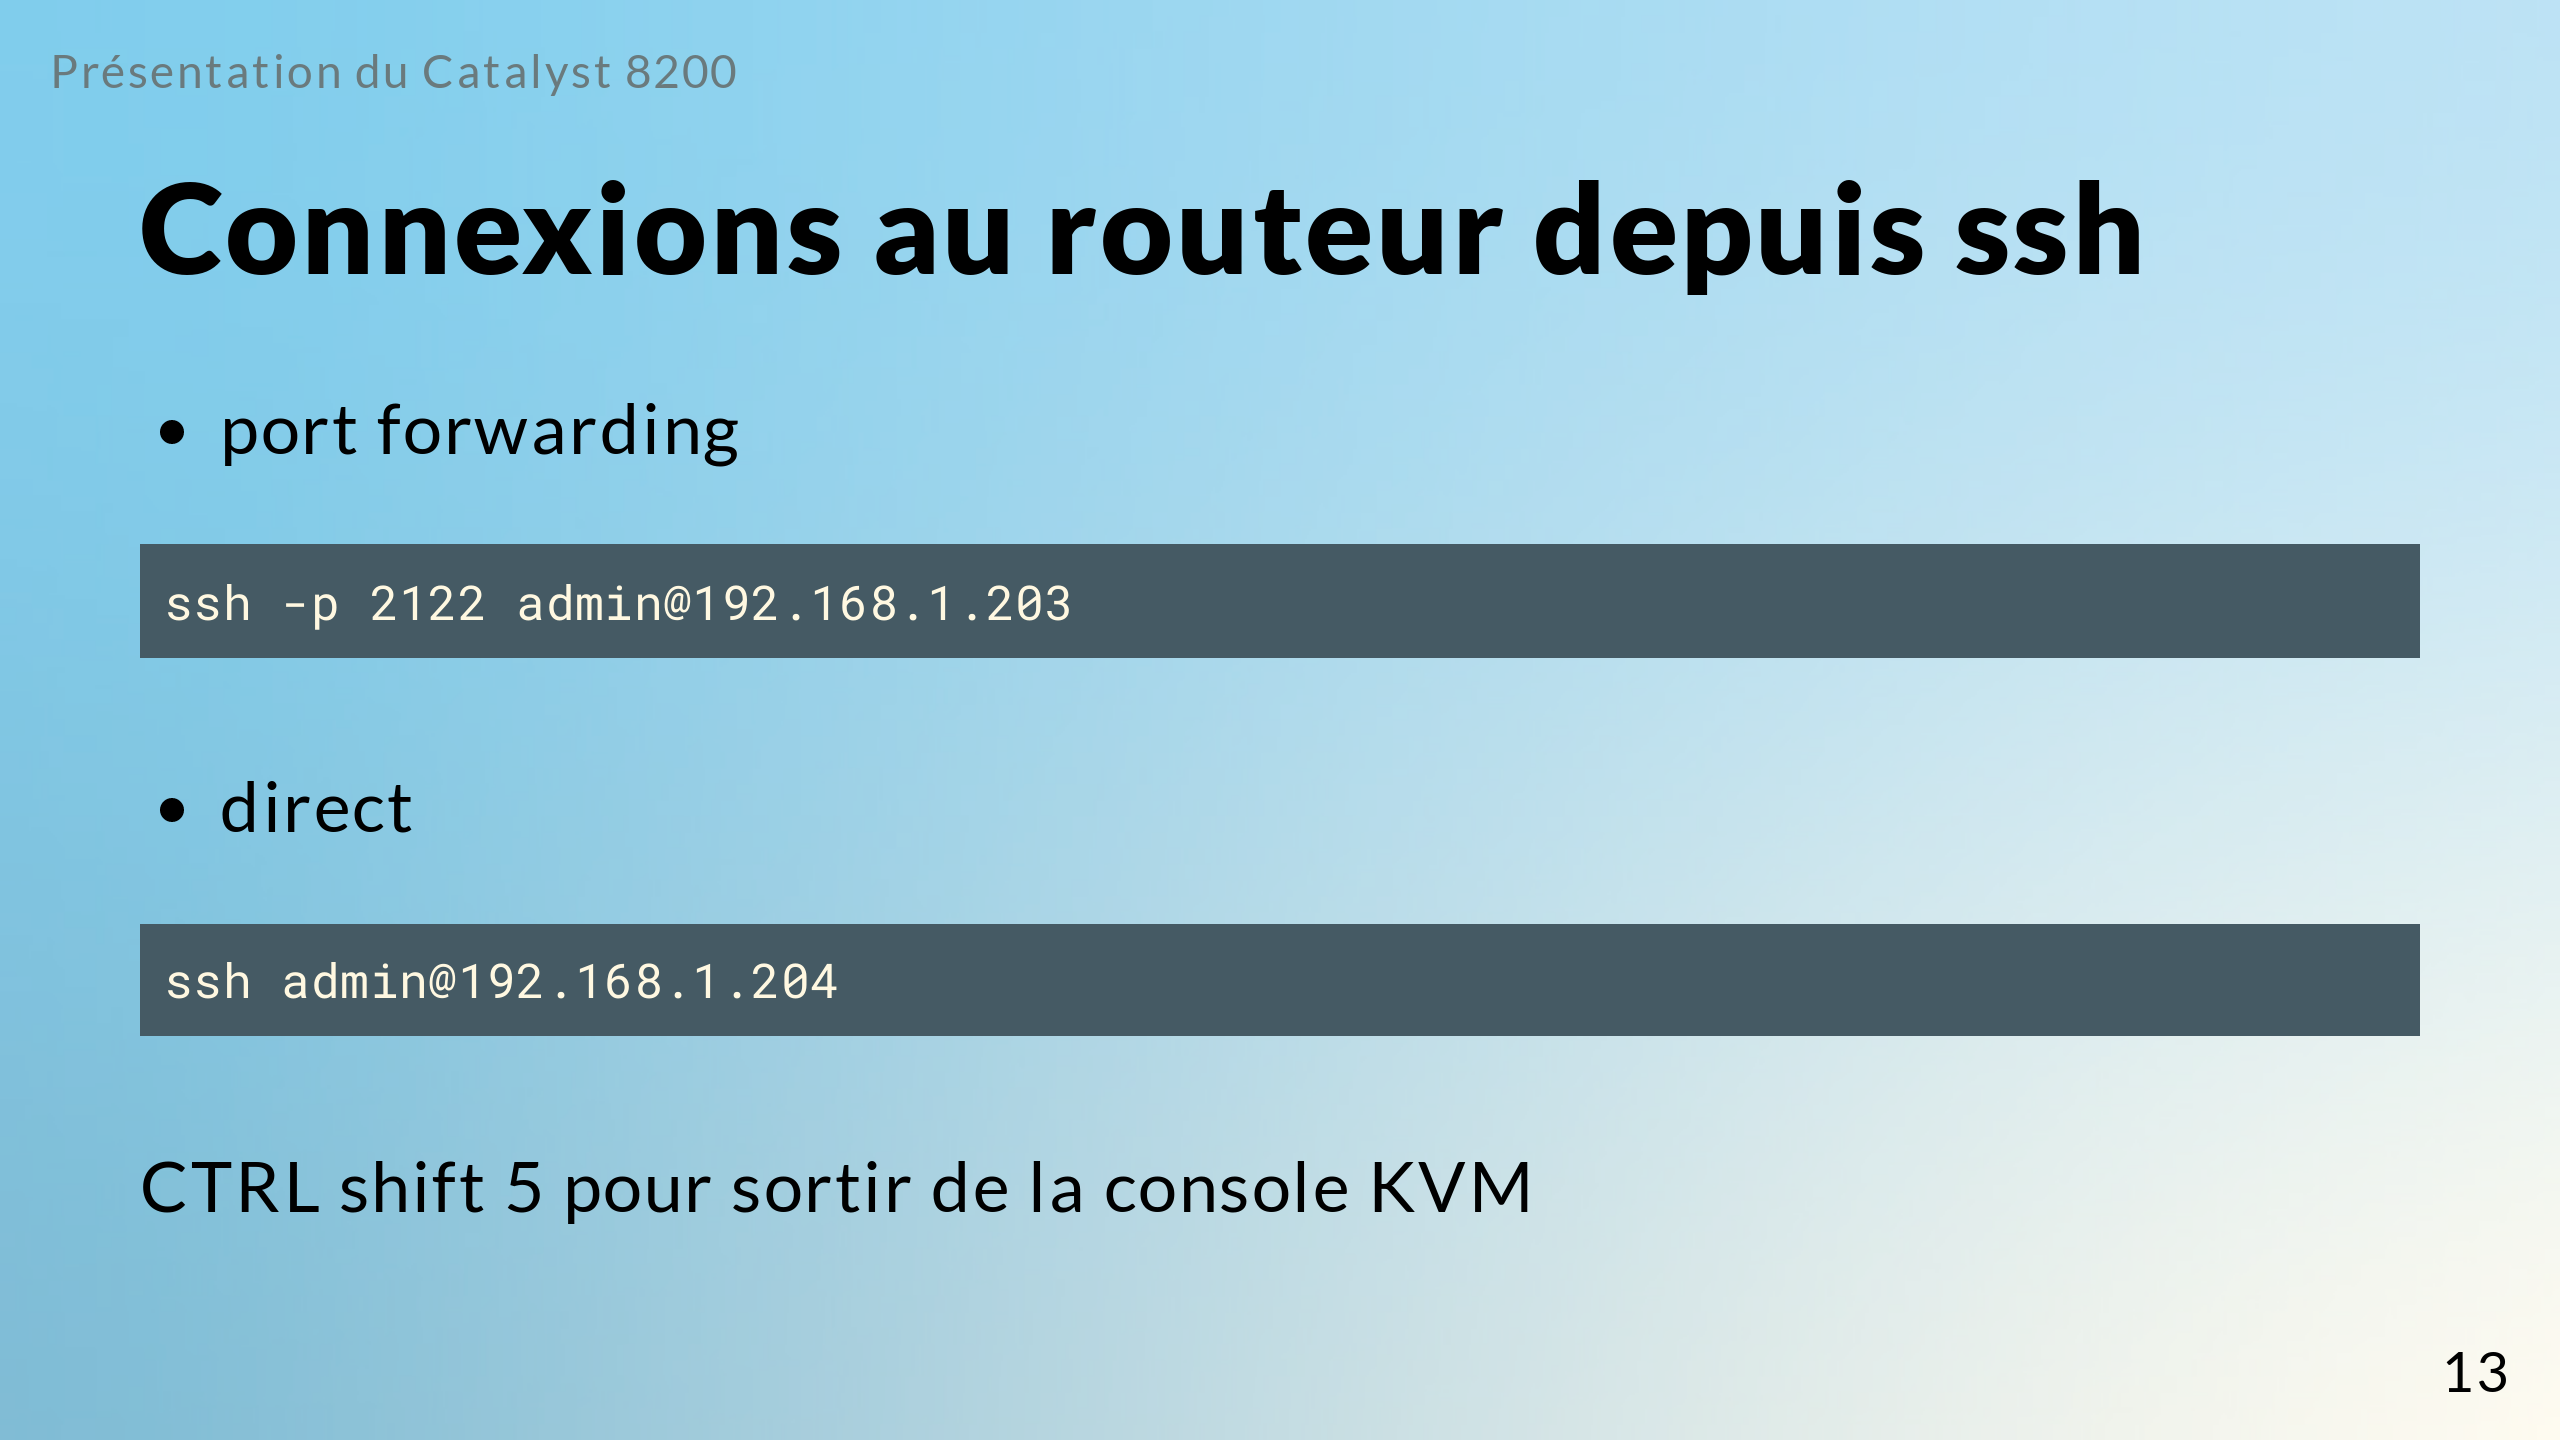 Présentation du Catalyst 8200
Connexions au routeur depuis ssh
• port forwarding
ssh -p 2122 admin@192.168.1.203
• direct
ssh admin@192.168.1.204
CTRL shift 5 pour sortir de la console KVM
13